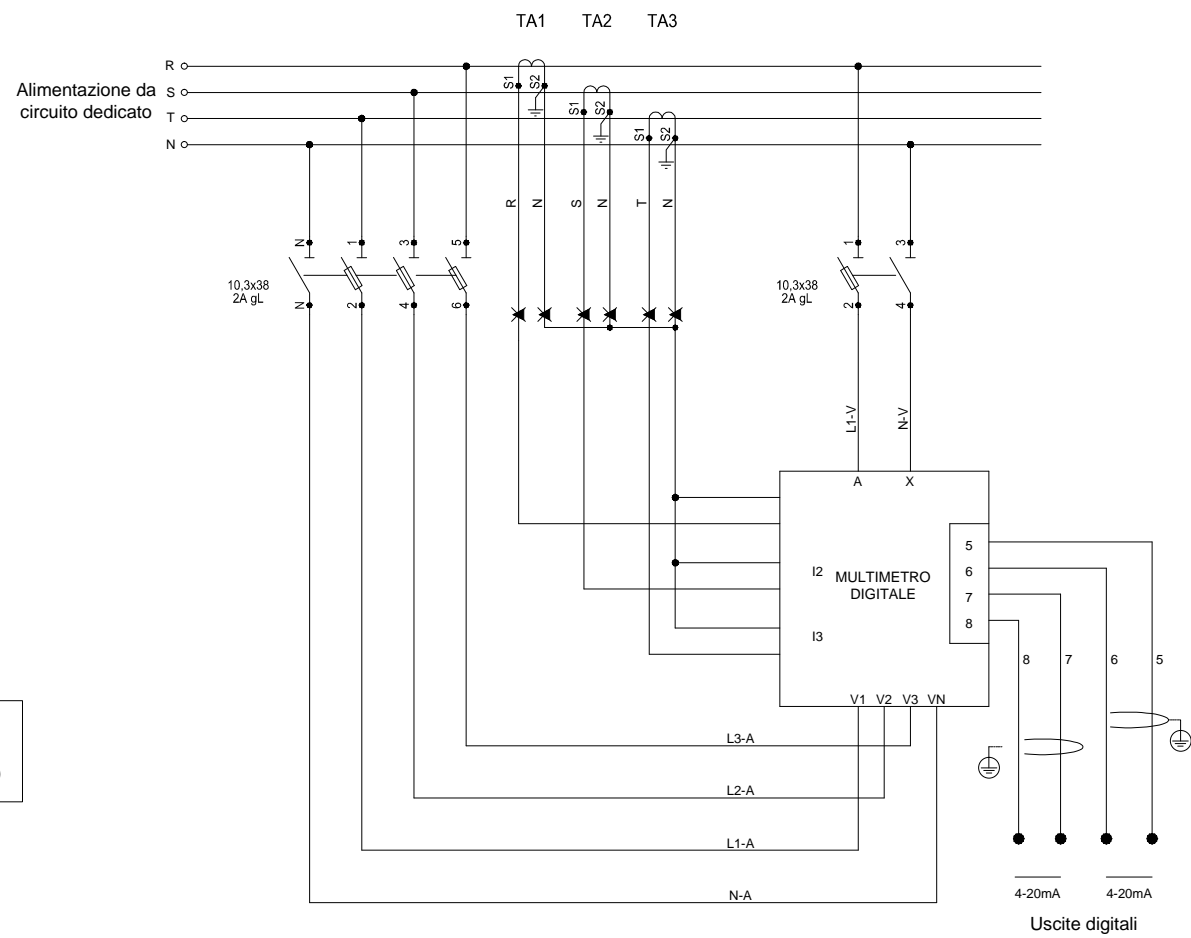 TA1 TA2 TA3
Alimentazione da
circuito dedicato
R
S
T
N
S1 S2
S1 S2
S1 S2
R N S N T N
N 1 3 5
10,3x38
2A gL
N 2 4 6
1 3
10,3x38
2A gL
2 4
L1-V N-V
A X
MULTIMETRO
DIGITALE
I2
I3
5
6
7
8
V1 V2 V3 VN
8 7 6 5
L3-A
L2-A
L1-A
N-A
4-20mA 4-20mA
Uscite digitali